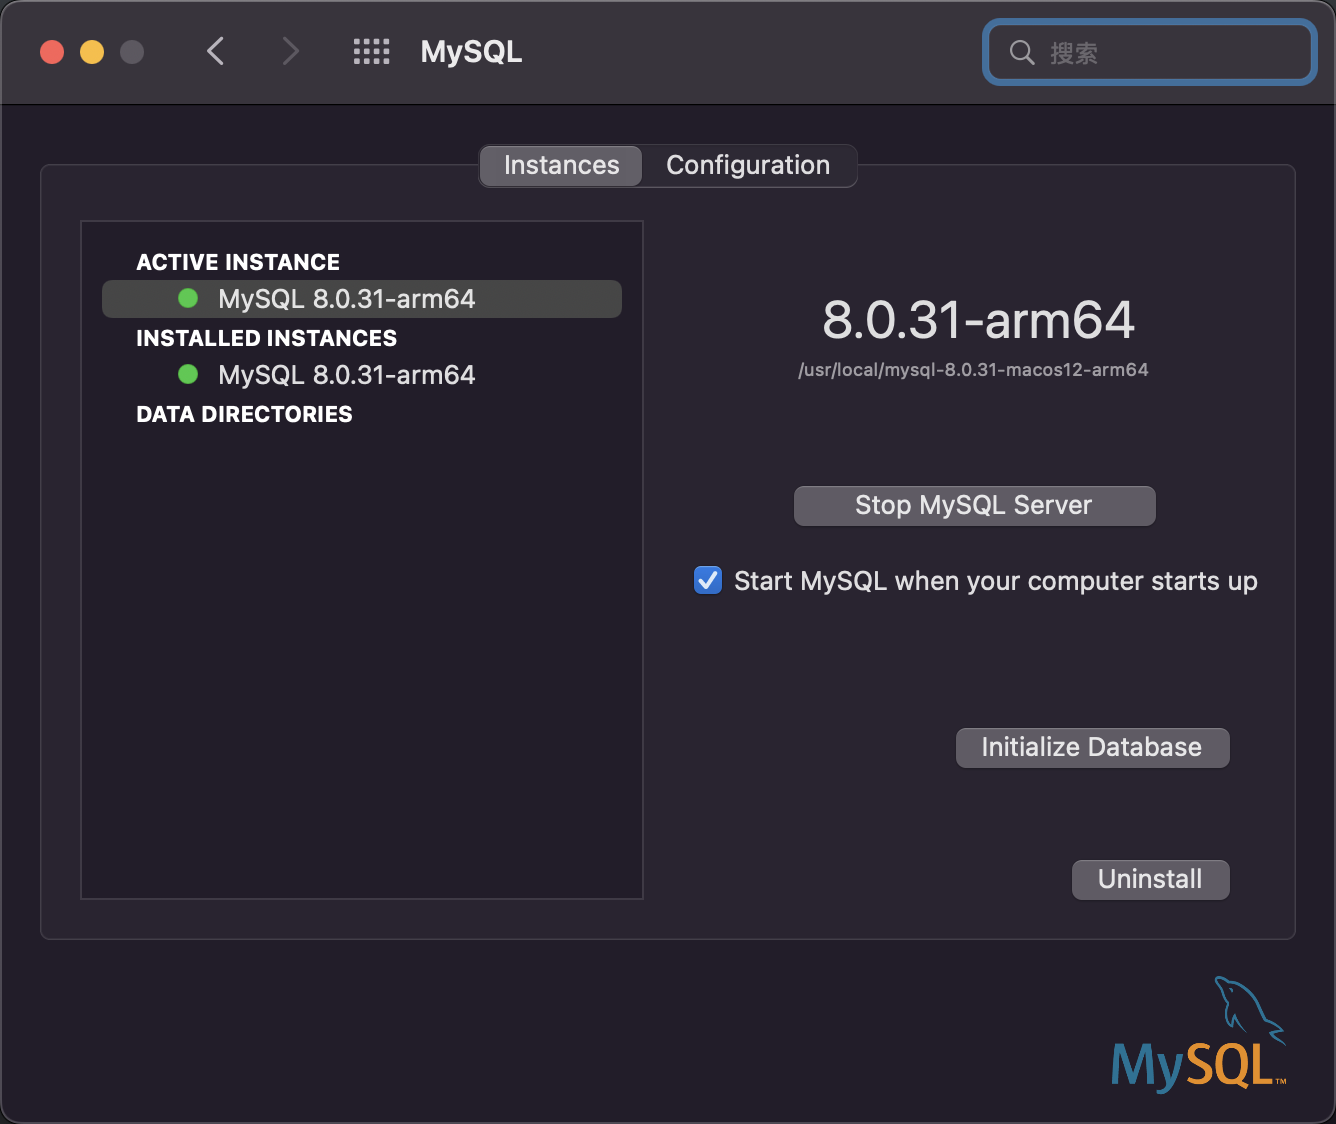 MySQL
搜索
Instances
Configuration
ACTIVE INSTANCE
MySQL 8.0.31-arm64
INSTALLED INSTANCES
MySQL 8.0.31-arm64
DATA DIRECTORIES
8.0.31-arm64
/usr/local/mysql-8.0.31-macos12-arm64
Stop MySQL Server
Start MySQL when your computer starts up
Initialize Database
Uninstall
MySQL™